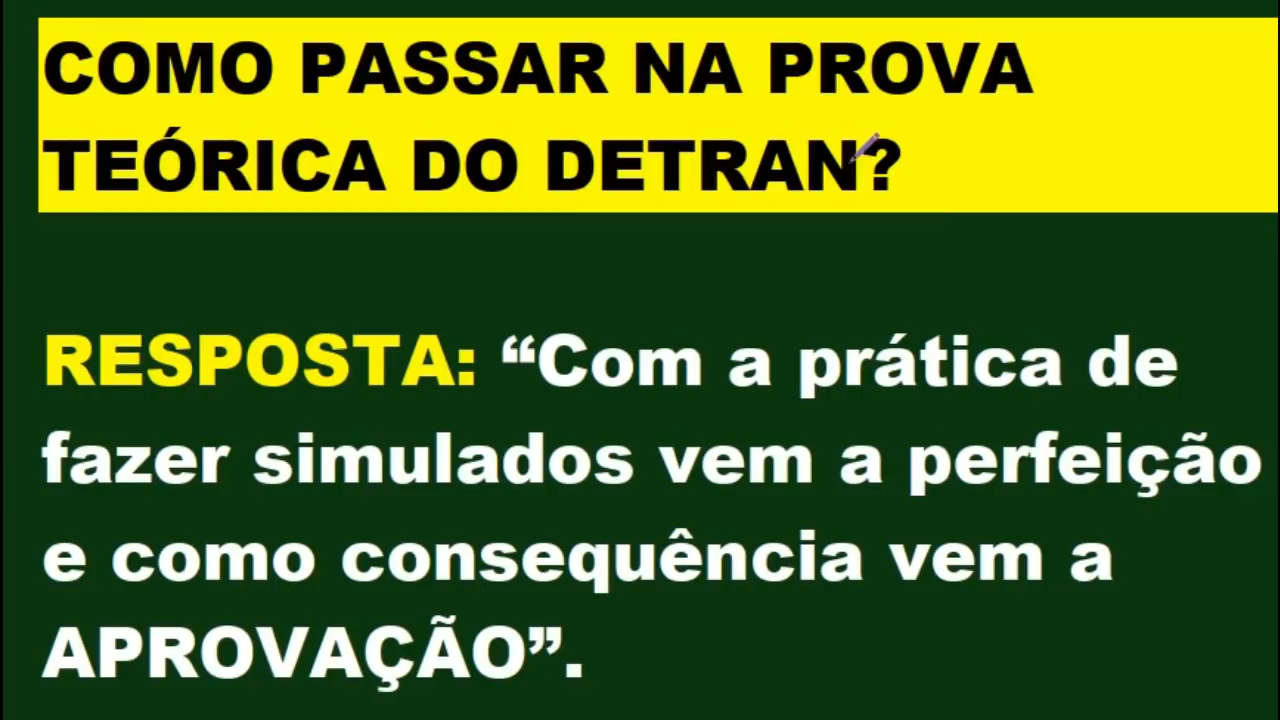 COMO PASSAR NA PROVA
TEÓRICA DO DETRAN?
RESPOSTA: “Com a prática de
fazer simulados vem a perfeição
e como consequência vem a
APROVAÇÃO”.